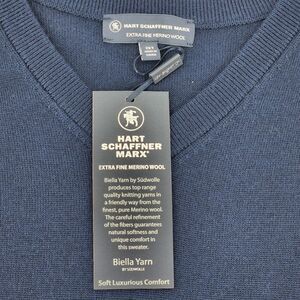 HART SCHAFFNER MARX
EXTRA FINE MERINO WOOL
HART
SCHAFFNER
MARX®
EXTRA FINE MERINO WOOL
Biella Yarn by Südwolle
produces top range
quality knitting yarns in
a friendly way from the
finest, pure Merino wool.
The careful refinement
of the fibers guarantees
natural softness and
unique comfort in
this sweater.
Biella Yarn
BY SÜDWOLLE
Soft Luxurious Comfort